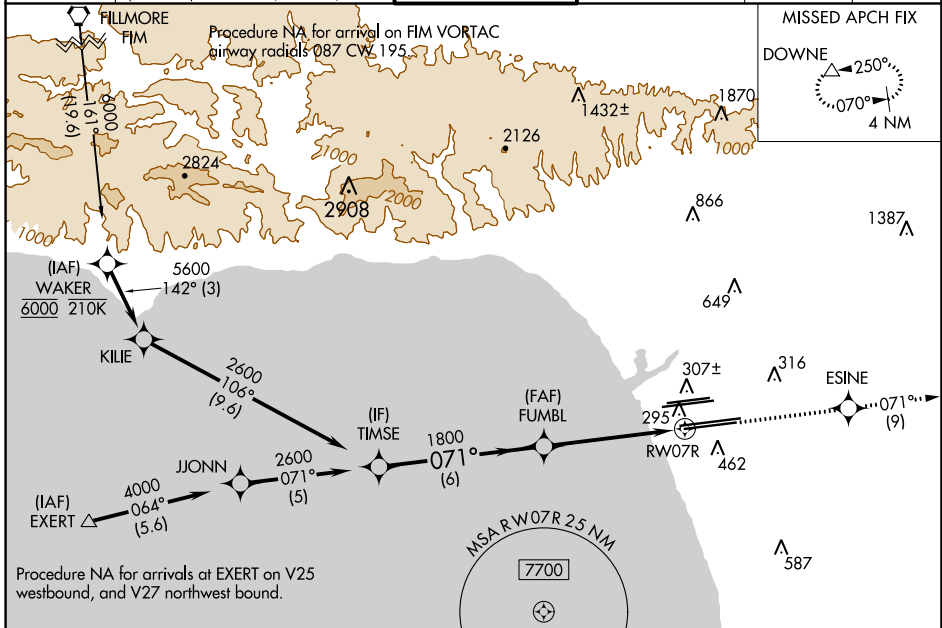 FILLMORE
FIM
Procedure NA for arrival on FIM VORTAC
airway radials 087 CW 195.
MISSED APCH FIX
DOWNE
250°
070°
4 NM
6000
161°
(19.6)
1432±
1870
1000
2126
1000
2824
2908
2000
866
1387
1000
(IAF)
WAKER
6000 210K
5600
142° (3)
649
KILIE
2600
106°
(9.6)
307±
316
295
ESINE
071°
(9)
(FAF)
FUMBL
(IF)
TIMSE
1800
071°
(6)
RW07R
462
JJONN
2600
071°
(5)
4000
064°
(5.6)
(IAF)
EXERT
MSA RW07R 25 NM
7700
587
Procedure NA for arrivals at EXERT on V25
westbound, and V27 northwest bound.